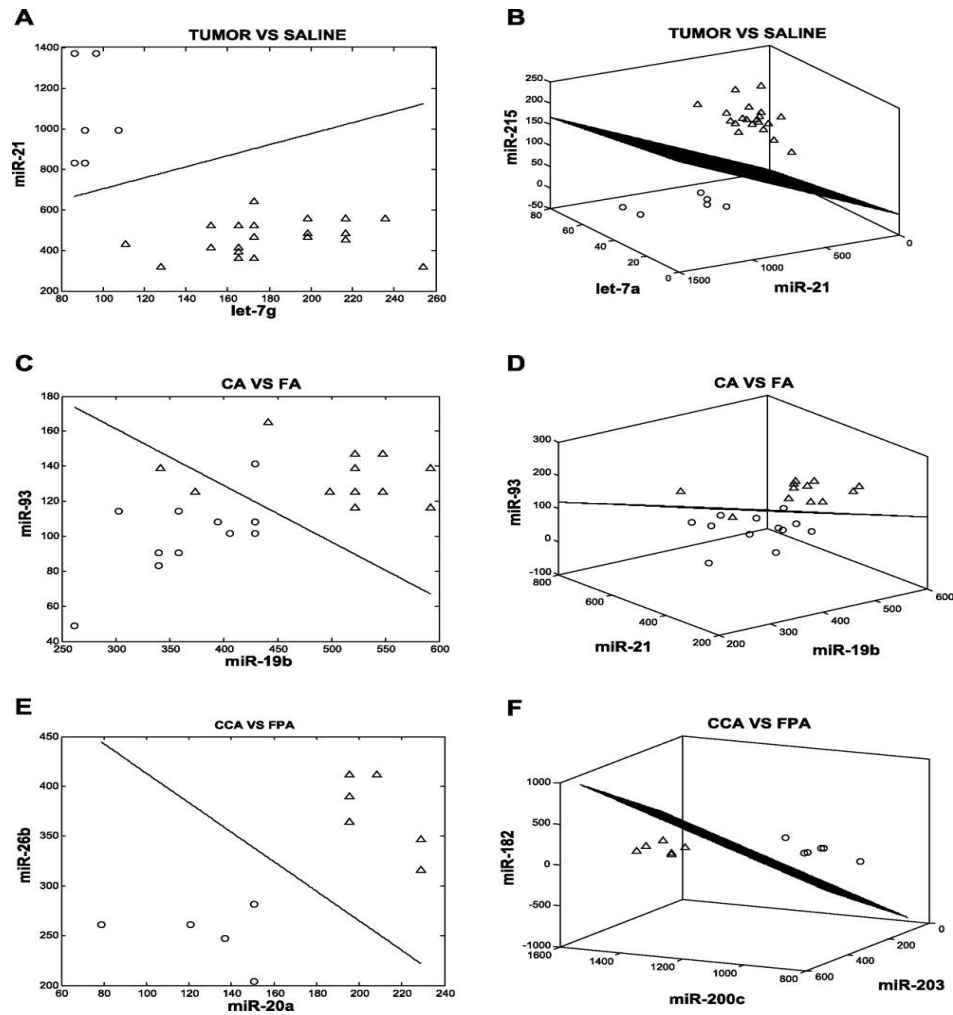 A
TUMOR VS SALINE
1400
1200
1000
800
600
400
200
80 100 120 140 160 180 200 220 240 260
miR-21
let-7g
B
TUMOR VS SALINE
250
200
150
100
50
0
-50
80
60
40
20
0
1500
1000
500
0
miR-215
let-7a
miR-21
C
CA VS FA
180
160
140
120
100
80
60
40
250 300 350 400 450 500 550 600
miR-93
miR-19b
D
CA VS FA
300
200
100
0
-100
800
600
400
200
300
400
500
600
miR-93
miR-21
miR-19b
E
CCA VS FPA
450
400
350
300
250
200
60 80 100 120 140 160 180 200 220 240
miR-26b
miR-20a
F
CCA VS FPA
1000
500
0
-500
-1000
1600
1400
1200
1000
800
600
400
200
0
miR-182
miR-200c
miR-203